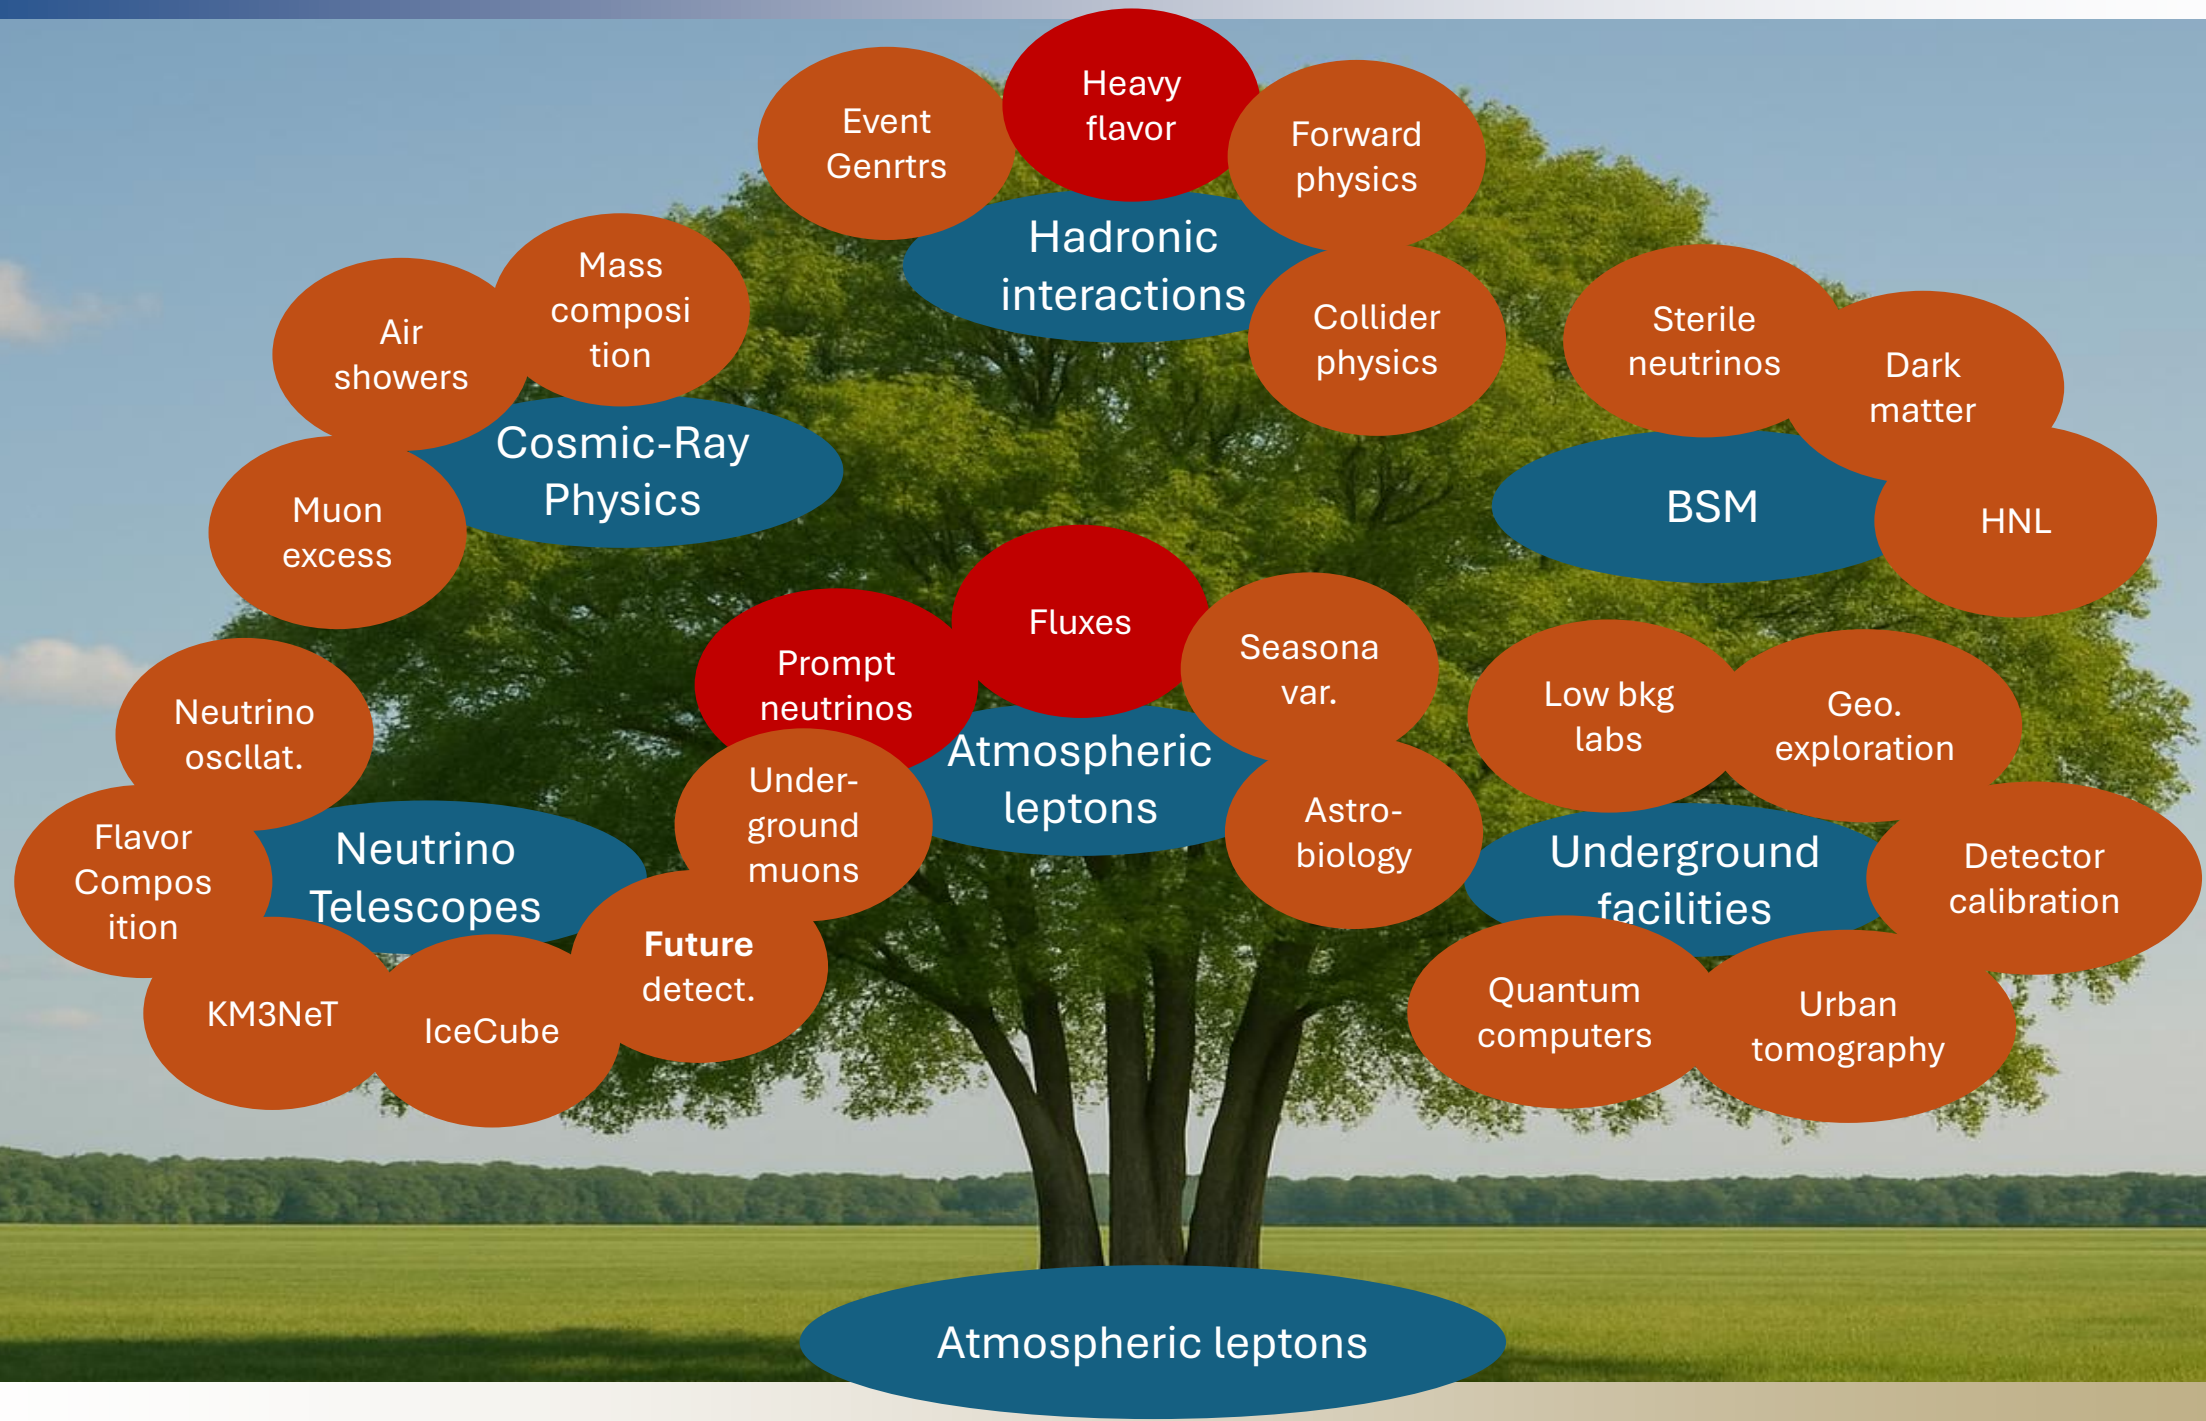 Heavy
flavor
Event
Genrtrs
Forward
physics
Hadronic
interactions
Collider
physics
Mass
composi
tion
Air
showers
Cosmic-Ray
Physics
Muon
excess
Sterile
neutrinos
Dark
matter
BSM
HNL
Fluxes
Prompt
neutrinos
Seasona
var.
Atmospheric
leptons
Under-
ground
muons
Astro-
biology
Neutrino
oscllat.
Flavor
Compos
ition
Neutrino
Telescopes
KM3NeT
IceCube
Future
detect.
Low bkg
labs
Geo.
exploration
Underground
facilities
Detector
calibration
Quantum
computers
Urban
tomography
Atmospheric leptons